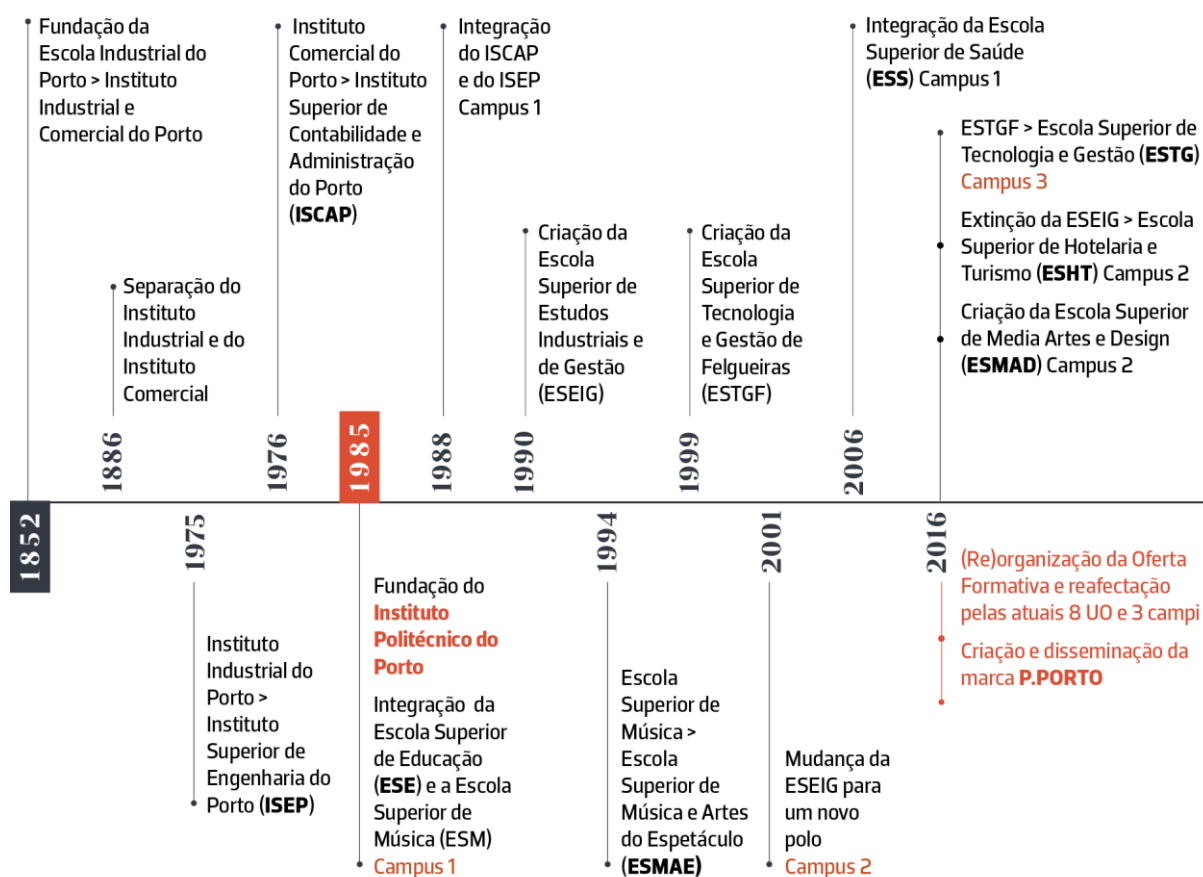 Fundação da
Escola Industrial do
Porto > Instituto
Industrial e
Comercial do Porto
1852
Separação do
Instituto
Industrial e do
Instituto
Comercial
1886
1975
Instituto
Industrial do
Porto >
Instituto
Superior de
Engenharia do
Porto (ISEP)
Instituto
Comercial do
Porto > Instituto
Superior de
Contabilidade e
Administração
do Porto
(ISCAP)
1976
1985
Fundação do
Instituto
Politécnico do
Porto
Integração da
Escola Superior
de Educação
(ESE) e a Escola
Superior de
Música (ESM)
Campus 1
Integração
do ISCAP
e do ISEP
Campus 1
1988
Criação da
Escola
Superior de
Estudos
Industriais e
de Gestão
(ESEIG)
1990
1994
Escola
Superior de
Música >
Escola
Superior de
Música e Artes
do Espetáculo
(ESMAE)
Criação da
Escola
Superior de
Tecnologia
e Gestão de
Felgueiras
(ESTGF)
1999
2001
Mudança da
ESEIG para
um novo
polo
Campus 2
Integração da Escola
Superior de Saúde
(ESS) Campus 1
2006
ESTGF > Escola Superior de
Tecnologia e Gestão (ESTG)
Campus 3
Extinção da ESEIG > Escola
Superior de Hotelaria e
Turismo (ESHT) Campus 2
Criação da Escola Superior
de Media Artes e Design
(ESMAD) Campus 2
2016
(Re)organização da Oferta
Formativa e reafectação
pelas atuais 8 UO e 3 campi
Criação e disseminação da
marca P.PORTO